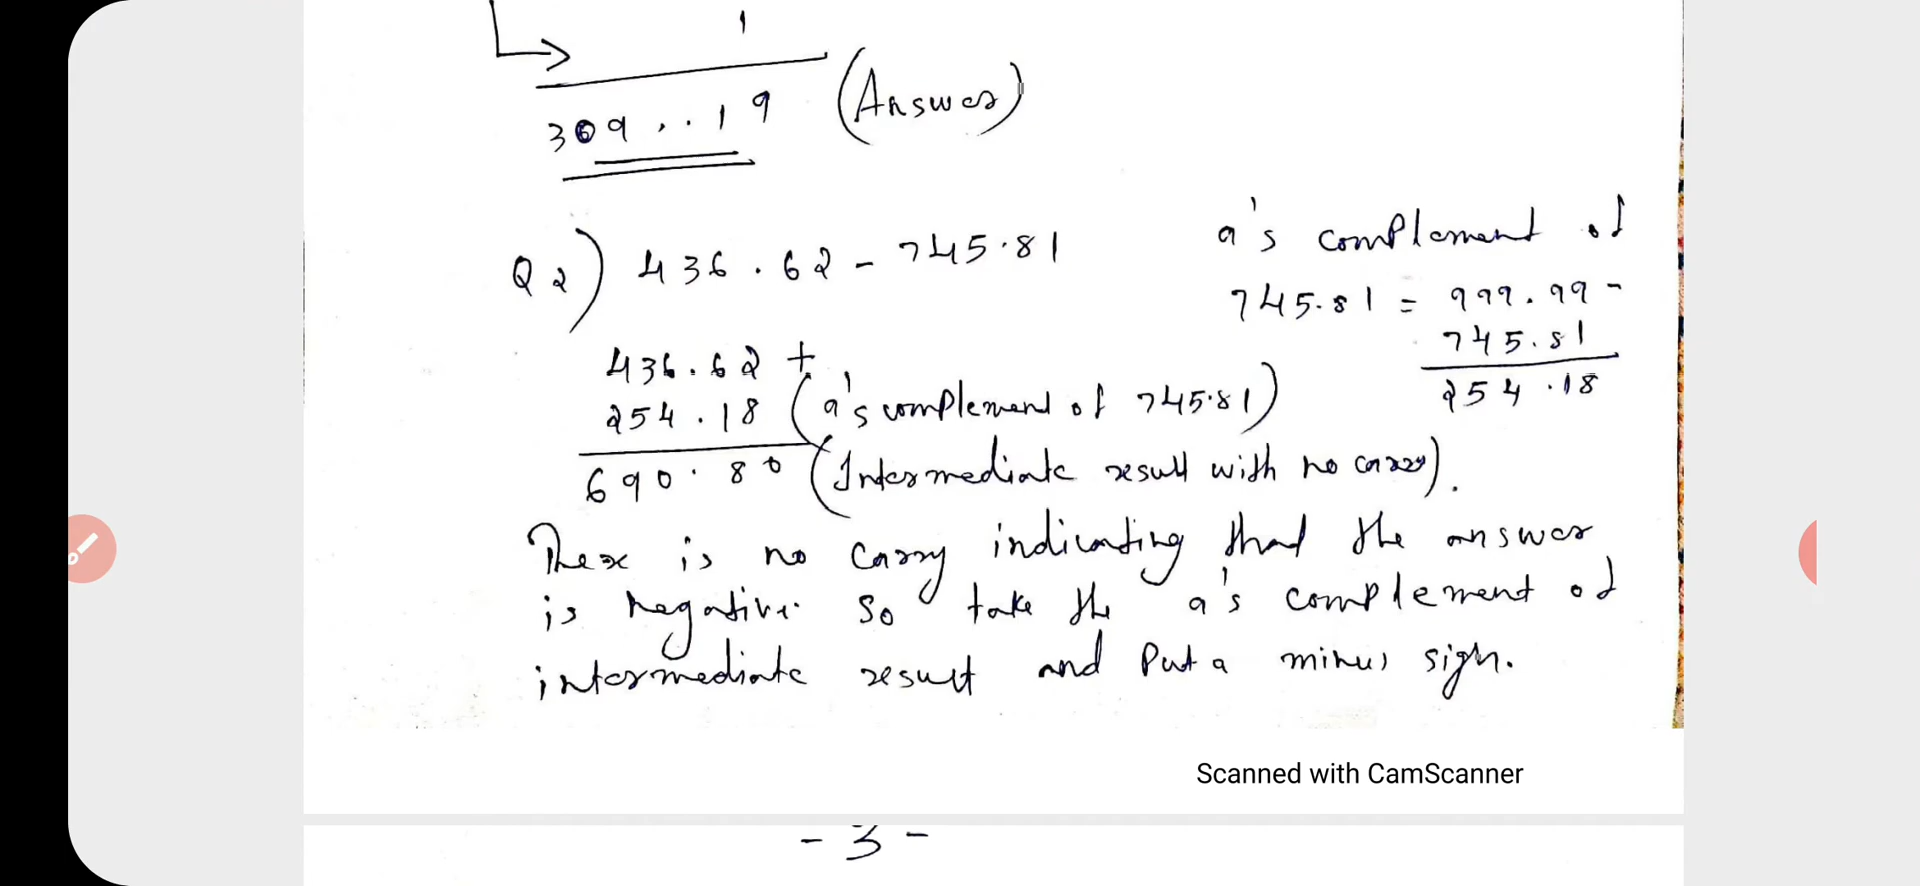 1
309..19 (Answer)
Q2) 436.62 - 745.81
9's complement of
745.81 = 999.99 -
745.81
254.18
436.62 +
254.18 (9's complement of 745.81)
690.80 (Intermediate result with no carry).
There is no carry indicating that the answer
is negative. So take the 9's complement of
intermediate result and Put a minus sign.
Scanned with CamScanner
- 3 -